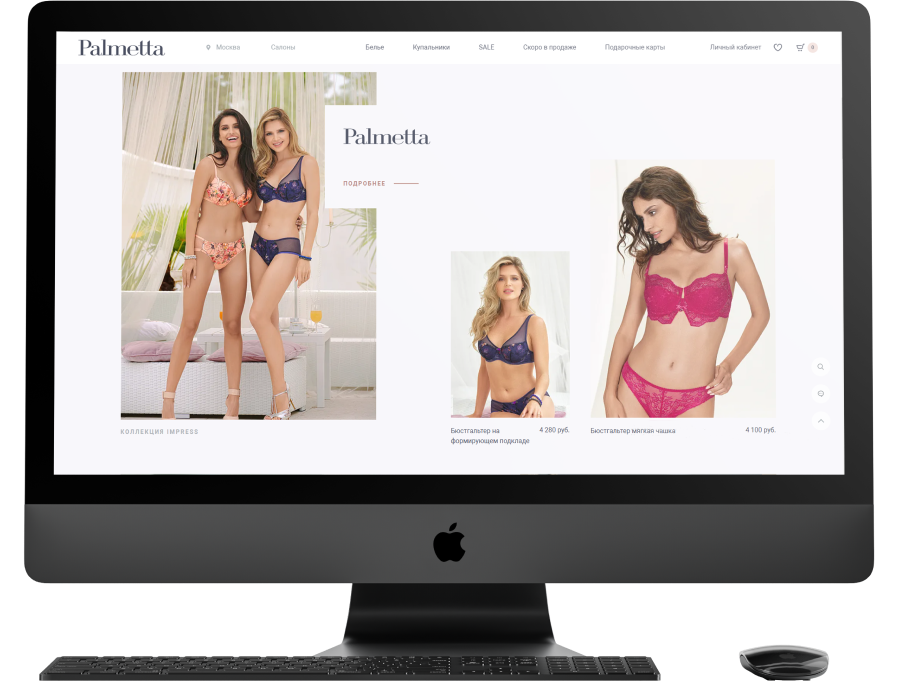 Palmetta
Москва
Салоны
Белье
Купальники
SALE
Скоро в продаже
Подарочные карты
Личный кабинет
0
Palmetta
ПОДРОБНЕЕ
КОЛЛЕКЦИЯ IMPRESS
Бюстгальтер на
формирующем подкладе
4 280 руб.
Бюстгальтер мягкая чашка
4 100 руб.